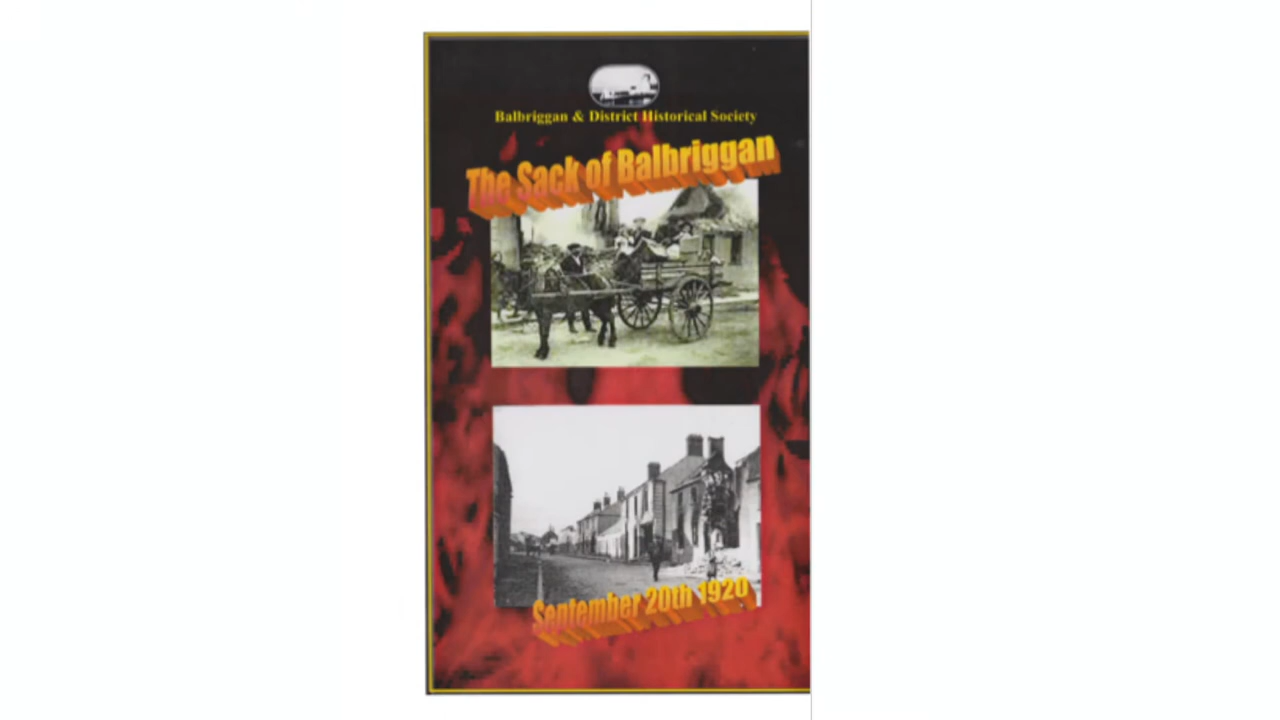 Balbriggan & District Historical Society
The Sack of Balbriggan
September 20th 1920